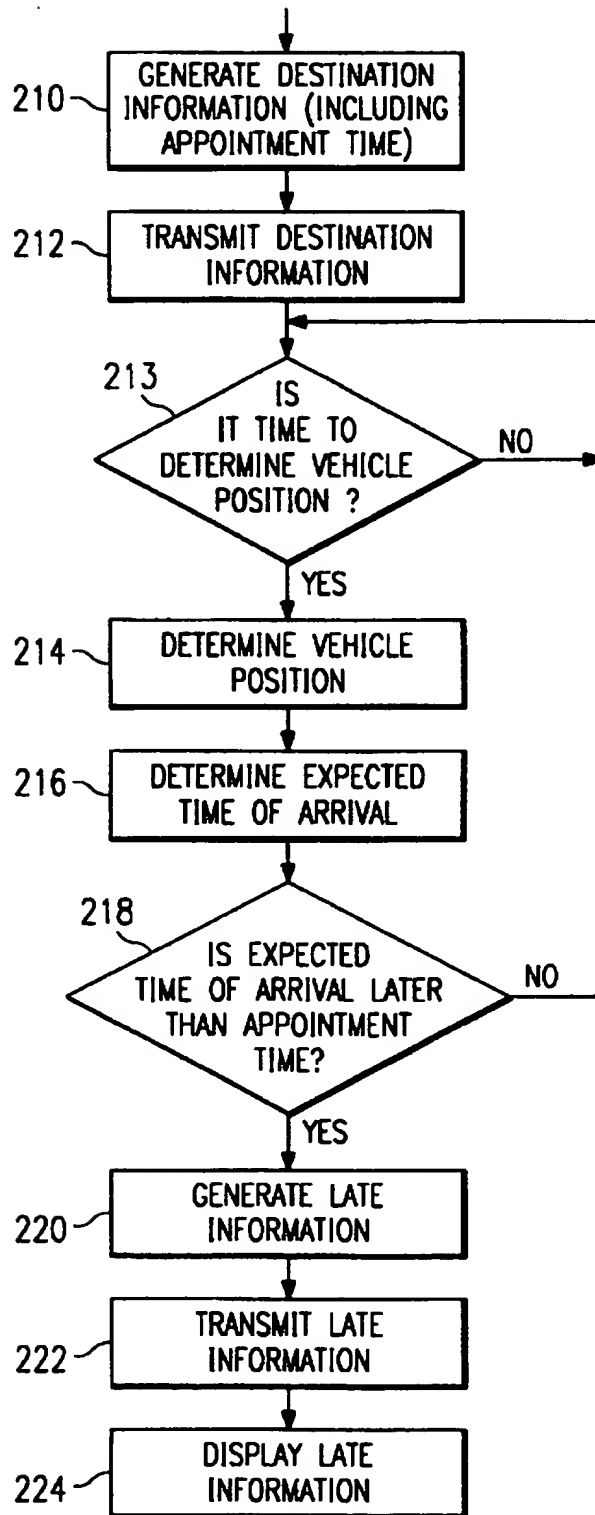 210
GENERATE DESTINATION
INFORMATION (INCLUDING
APPOINTMENT TIME)
212
TRANSMIT DESTINATION
INFORMATION
213
IS
IT TIME TO
DETERMINE VEHICLE
POSITION ?
NO
YES
214
DETERMINE VEHICLE
POSITION
216
DETERMINE EXPECTED
TIME OF ARRIVAL
218
IS EXPECTED
TIME OF ARRIVAL LATER
THAN APPOINTMENT
TIME?
NO
YES
220
GENERATE LATE
INFORMATION
222
TRANSMIT LATE
INFORMATION
224
DISPLAY LATE
INFORMATION